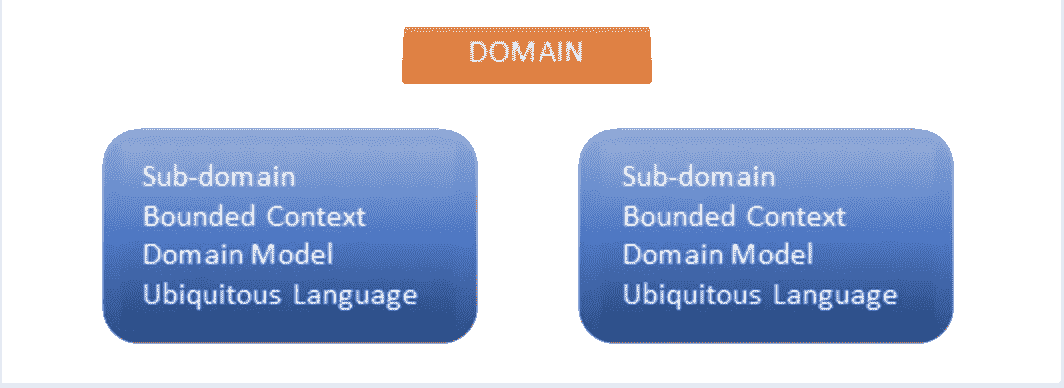 DOMAIN
Sub-domain
Bounded Context
Domain Model
Ubiquitous Language
Sub-domain
Bounded Context
Domain Model
Ubiquitous Language